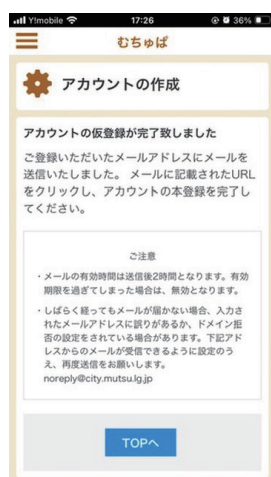 Y!mobile 17:26 36%
むちゅぱ
アカウントの作成
アカウントの仮登録が完了致しました
ご登録いただいたメールアドレスにメールを
送信いたしました。 メールに記載されたURL
をクリックし、アカウントの本登録を完了し
てください。
ご注意
・メールの有効時間は送信後2時間となります。有効
期限を過ぎてしまった場合は、無効となります。
・しばらく経ってもメールが届かない場合、入力さ
れたメールアドレスに誤りがあるか、ドメイン拒
否の設定をされている場合があります。下記アド
レスからのメールが受信できるように設定のう
え、再度送信をお願いします。
noreply@city.mutsu.lg.jp
TOPへ